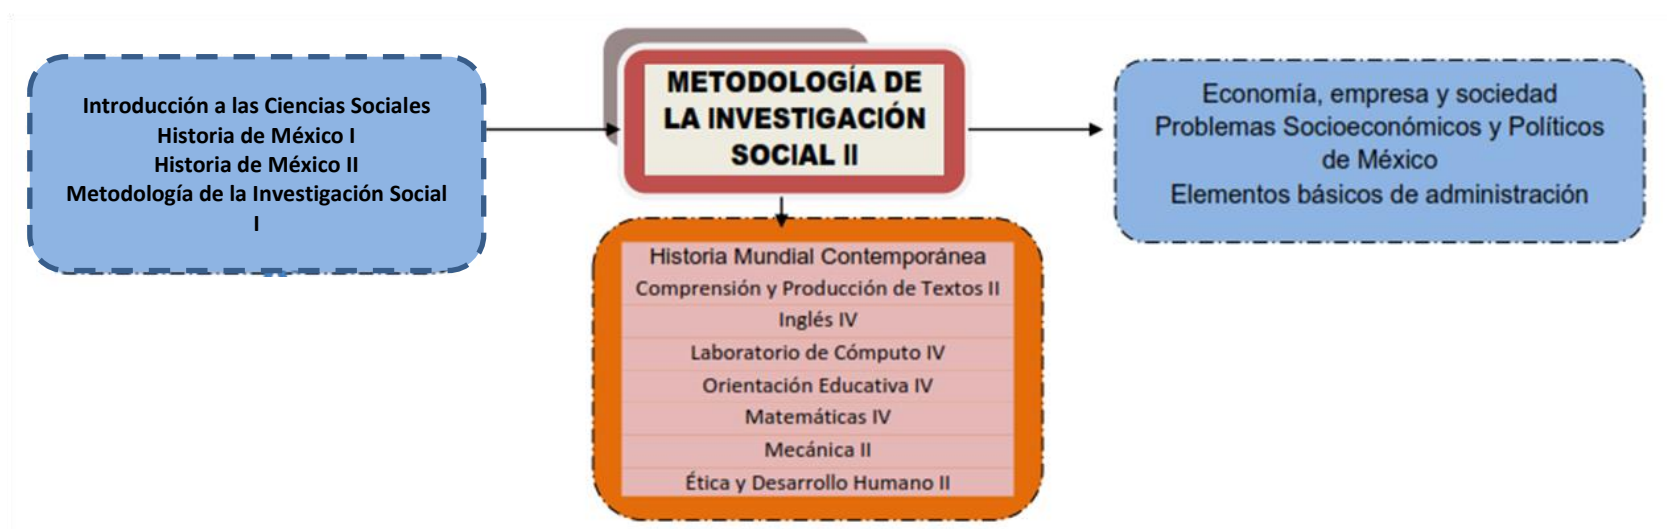 Introducción a las Ciencias Sociales
Historia de México I
Historia de México II
Metodología de la Investigación Social
I
METODOLOGÍA DE
LA INVESTIGACIÓN
SOCIAL II
Economía, empresa y sociedad
Problemas Socioeconómicos y Políticos
de México
Elementos básicos de administración
Historia Mundial Contemporánea
Comprensión y Producción de Textos II
Inglés IV
Laboratorio de Cómputo IV
Orientación Educativa IV
Matemáticas IV
Mecánica II
Ética y Desarrollo Humano II